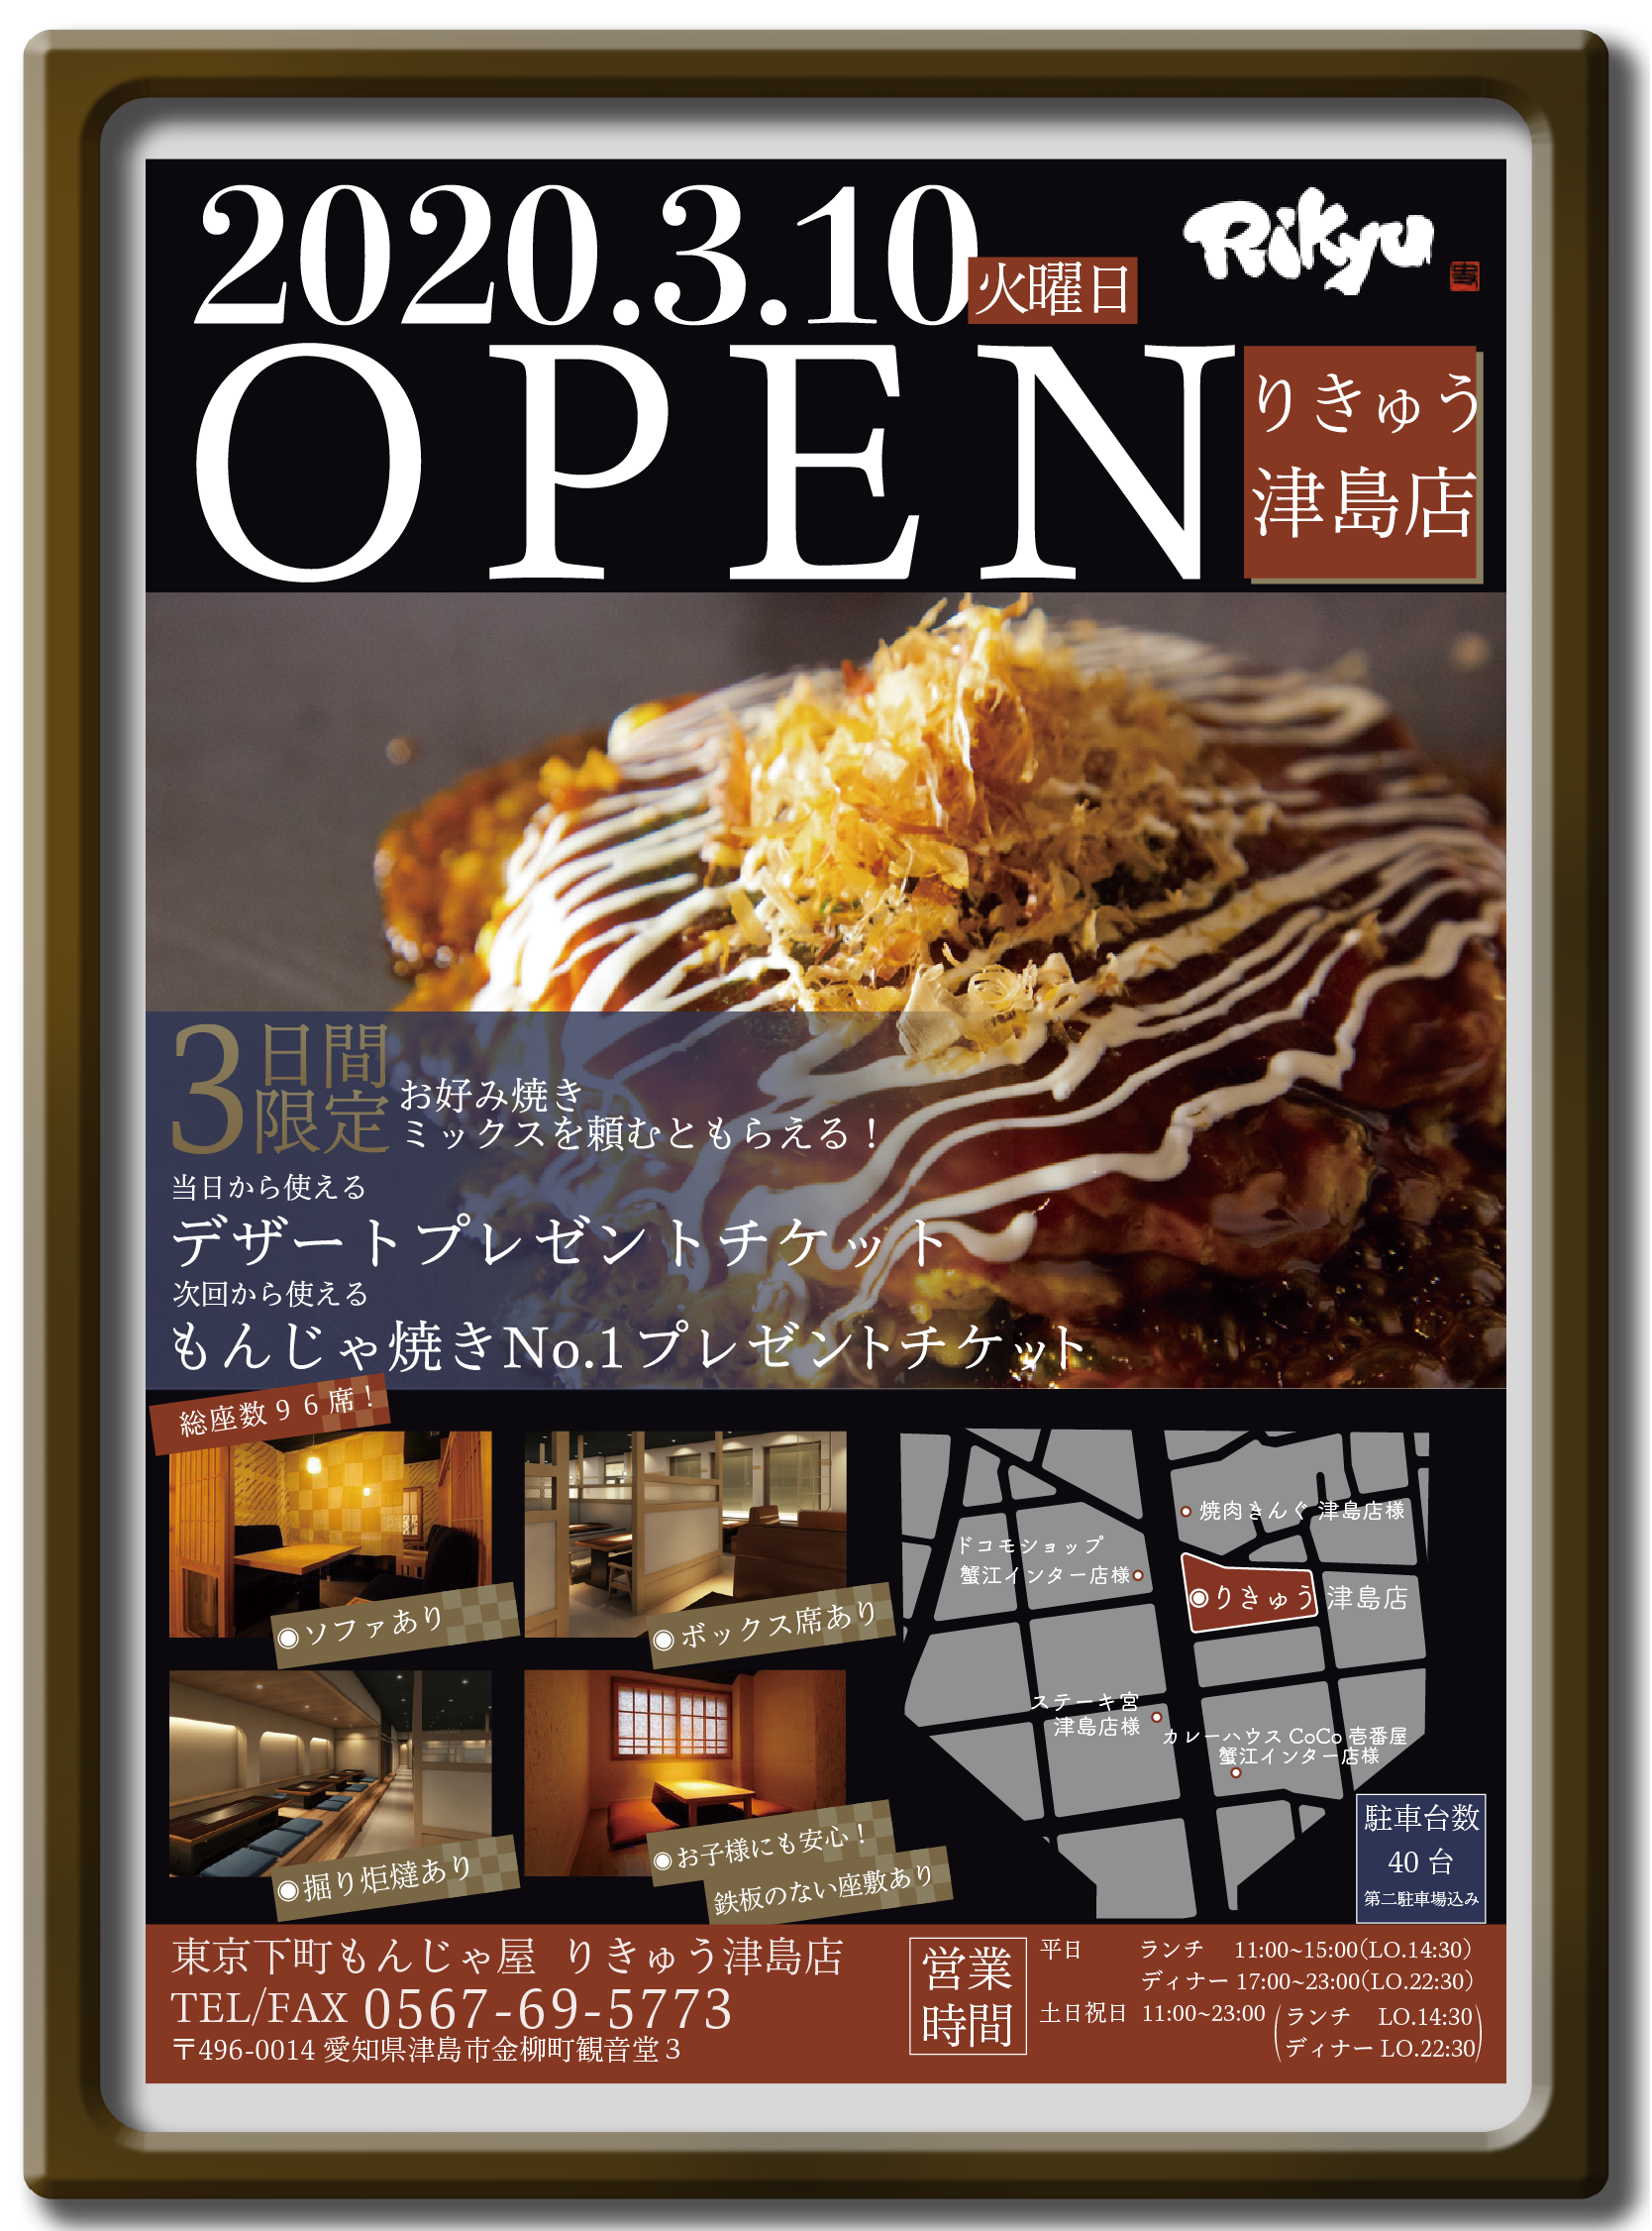 2020.3.10 火曜日
Rikyu
OPEN
りきゅう
津島店
3日間
限定
お好み焼き
ミックスを頼むともらえる！
当日から使える
デザートプレゼントチケット
次回から使える
もんじゃ焼きNo.1プレゼントチケット
総座数９６席！
◉ソファあり
◉ボックス席あり
◉掘り炬燵あり
◉お子様にも安心！
鉄板のない座敷あり
焼肉きんぐ 津島店様
ドコモショップ
蟹江インター店様
◉りきゅう 津島店
ステーキ宮
津島店様
カレーハウス CoCo 壱番屋
蟹江インター店様
駐車台数
40 台
第二駐車場込み
東京下町もんじゃ屋 りきゅう津島店
TEL/FAX 0567-69-5773
〒496-0014 愛知県津島市金柳町観音堂３
営業
時間
平日 ランチ 11:00~15:00(LO.14:30)
ディナー 17:00~23:00(LO.22:30)
土日祝日 11:00~23:00 (ランチ LO.14:30
ディナー LO.22:30)